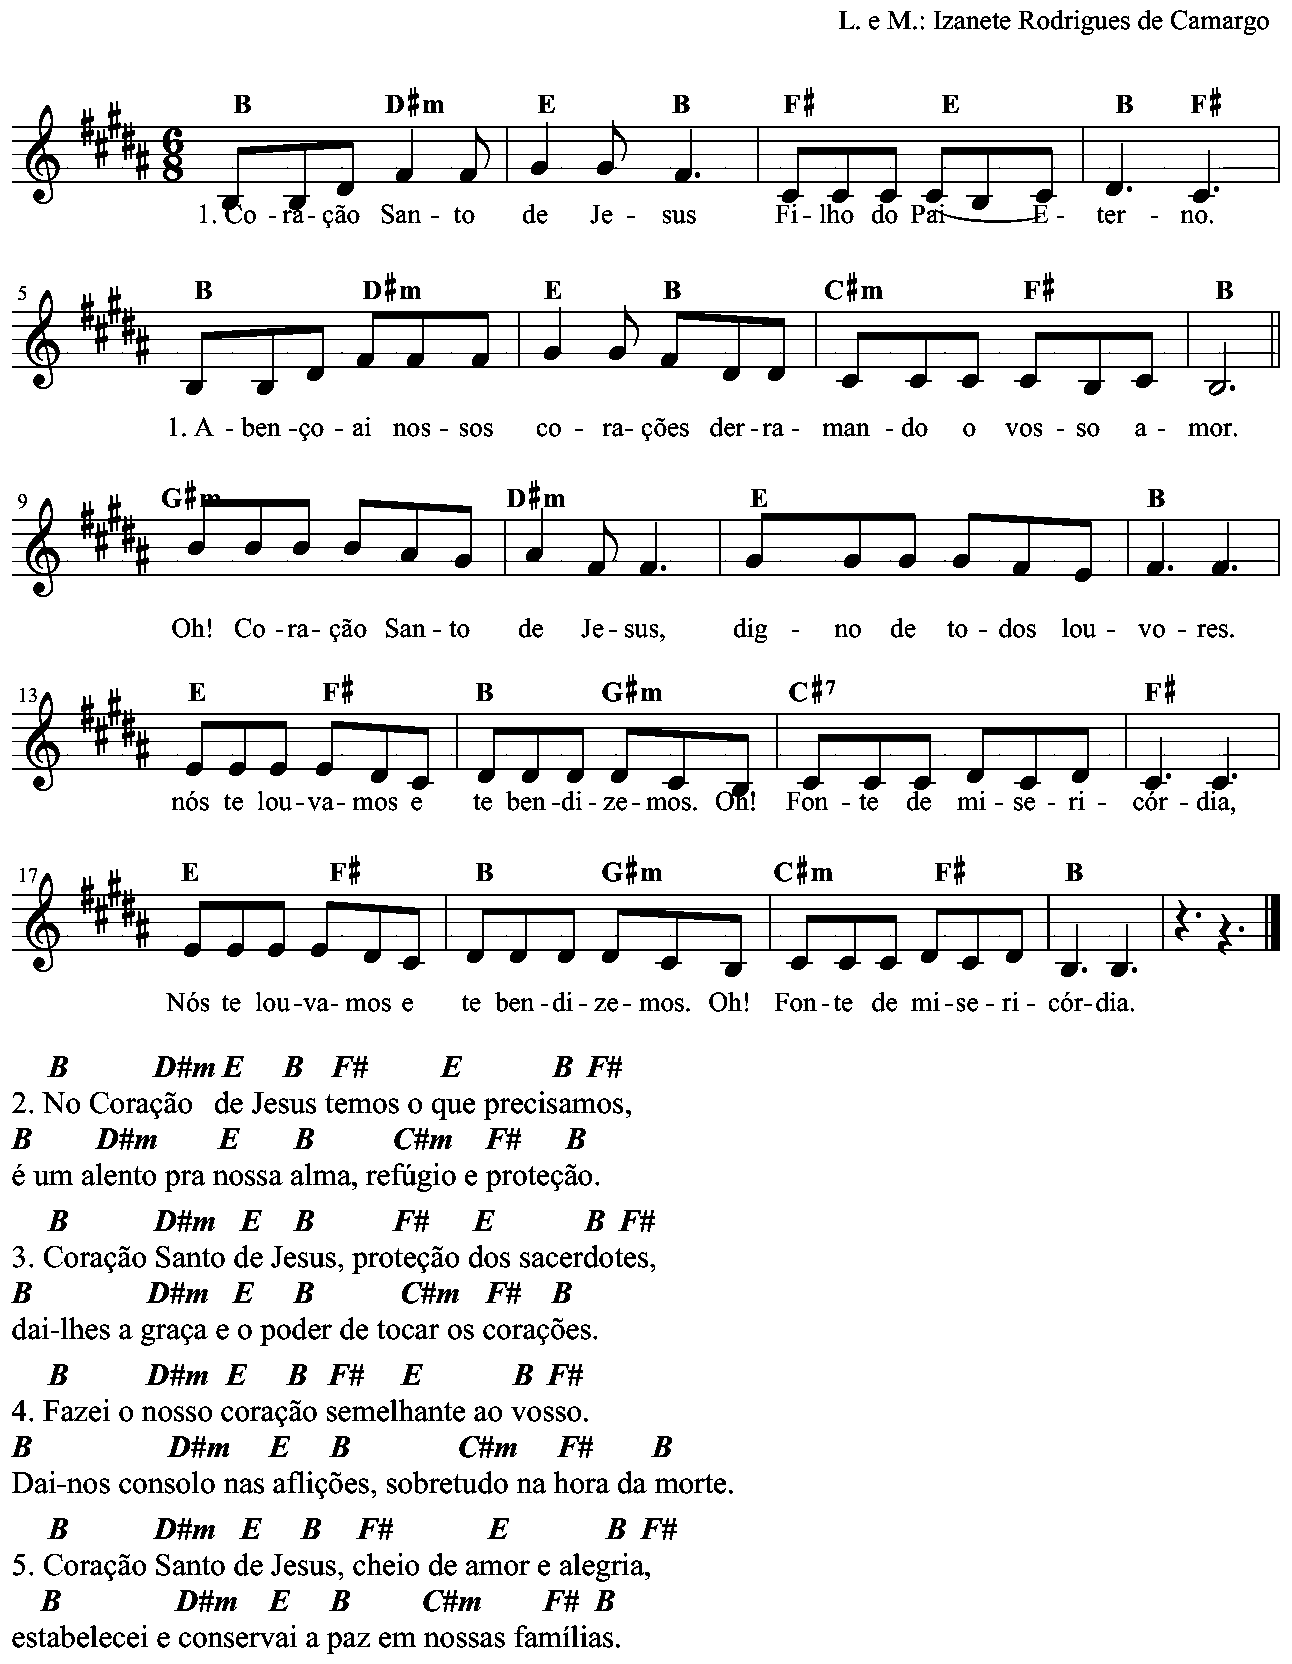 L. e M.: Izanete Rodrigues de Camargo
B D♯m E B F♯ E B F♯
6
8
1. Co - ra - ção San - to de Je - sus Fi - lho do Pai E - ter - no.
5 B D♯m E B C♯m F♯ B
1. A - ben - ço - ai nos - sos co - ra - ções der - ra - man - do o vos - so a - mor.
9 G♯m D♯m E B
Oh! Co - ra - ção San - to de Je - sus, dig - no de to - dos lou - vo - res.
13 E F♯ B G♯m C♯7 F♯
nós te lou - va - mos e te ben - di - ze - mos. Oh! Fon - te de mi - se - ri - cór - dia,
17 E F♯ B G♯m C♯m F♯ B
Nós te lou - va - mos e te ben - di - ze - mos. Oh! Fon - te de mi - se - ri - cór - dia.
B D#m E B F# E B F#
2. No Coração de Jesus temos o que precisamos,
B D#m E B C#m F# B
é um alento pra nossa alma, refúgio e proteção.
B D#m E B F# E B F#
3. Coração Santo de Jesus, proteção dos sacerdotes,
B D#m E B C#m F# B
dai-lhes a graça e o poder de tocar os corações.
B D#m E B F# E B F#
4. Fazei o nosso coração semelhante ao vosso.
B D#m E B C#m F# B
Dai-nos consolo nas aflições, sobretudo na hora da morte.
B D#m E B F# E B F#
5. Coração Santo de Jesus, cheio de amor e alegria,
B D#m E B C#m F# B
estabelecei e conservai a paz em nossas famílias.